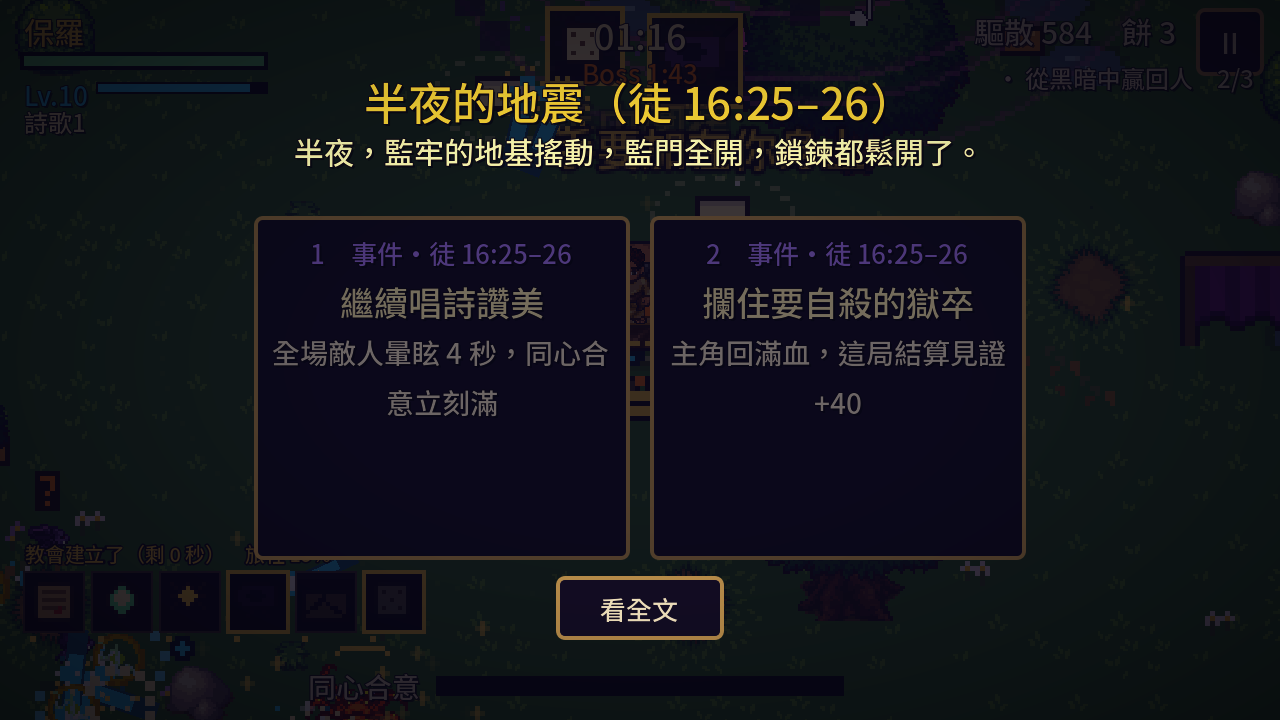 保羅
01:16
驅散 584　餅 3
Boss 1:43
· 從黑暗中贏回人　2/3
Lv.10
詩歌1
半夜的地震（徒 16:25–26）
半夜，監牢的地基搖動，監門全開，鎖鍊都鬆開了。
1　事件·徒 16:25–26
繼續唱詩讚美
全場敵人暈眩 4 秒，同心合
意立刻滿
2　事件·徒 16:25–26
攔住要自殺的獄卒
主角回滿血，這局結算見證
+40
教會建立了（剩 0 秒）
看全文
同心合意